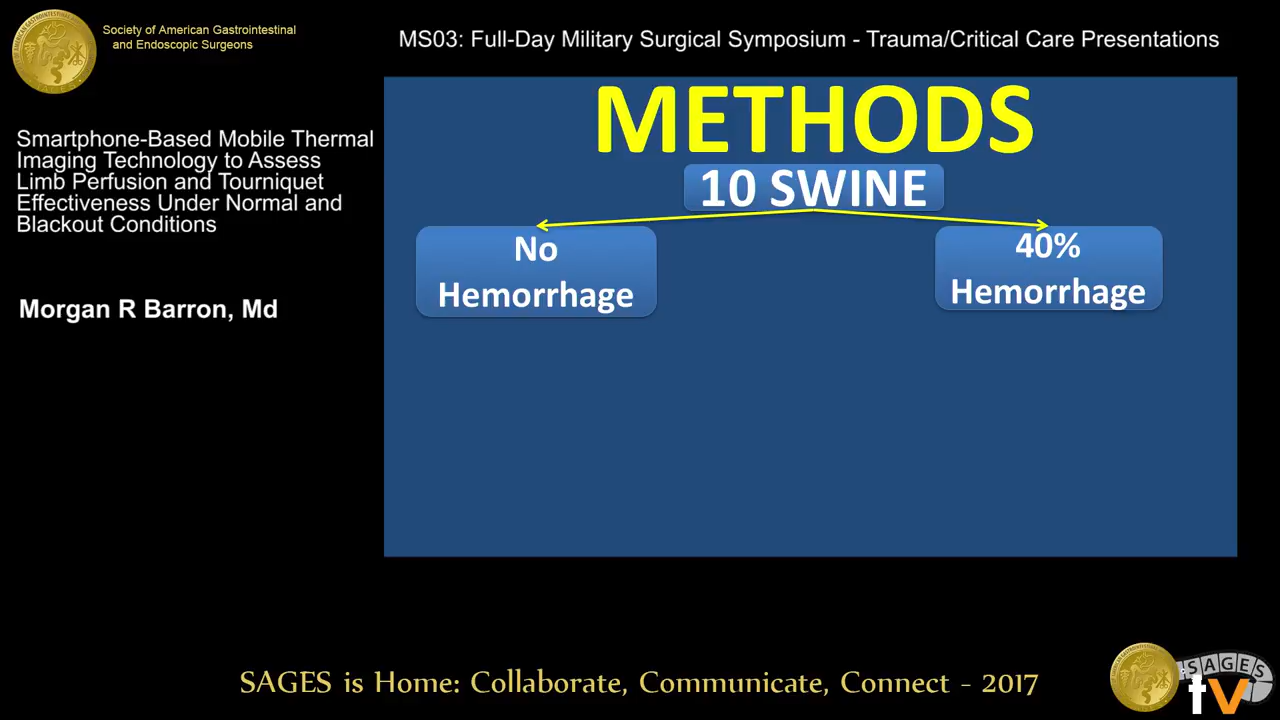 Society of American Gastrointestinal
and Endoscopic Surgeons
MS03: Full-Day Military Surgical Symposium - Trauma/Critical Care Presentations
Smartphone-Based Mobile Thermal
Imaging Technology to Assess
Limb Perfusion and Tourniquet
Effectiveness Under Normal and
Blackout Conditions
Morgan R Barron, Md
METHODS
10 SWINE
No
Hemorrhage
40%
Hemorrhage
SAGES is Home: Collaborate, Communicate, Connect - 2017
SAGES
tv